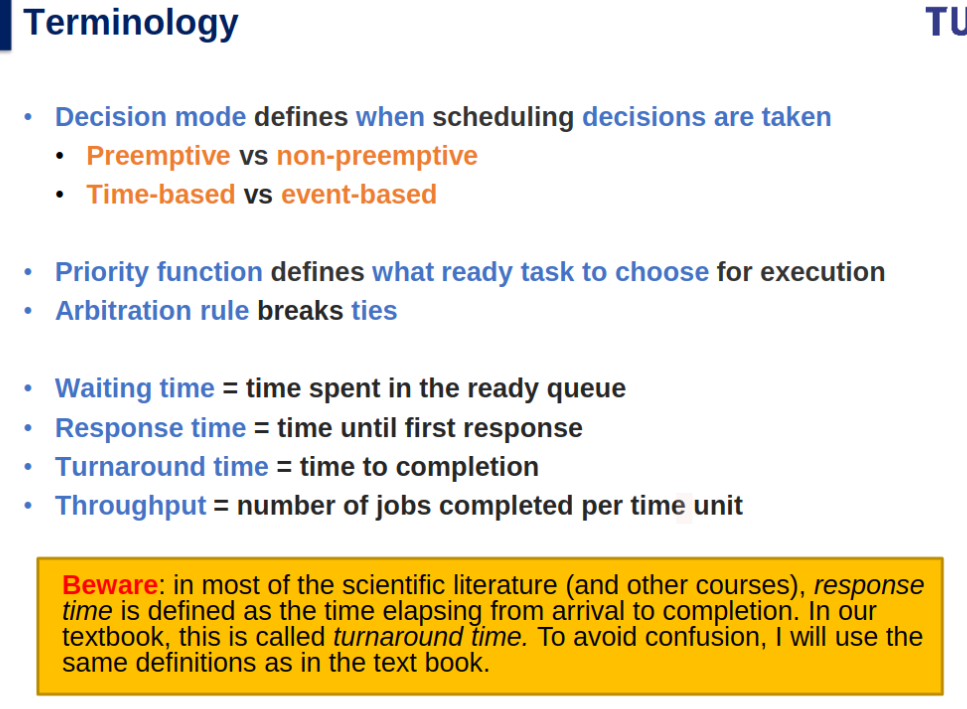 Terminology
TU
• Decision mode defines when scheduling decisions are taken
• Preemptive vs non-preemptive
• Time-based vs event-based
• Priority function defines what ready task to choose for execution
• Arbitration rule breaks ties
• Waiting time = time spent in the ready queue
• Response time = time until first response
• Turnaround time = time to completion
• Throughput = number of jobs completed per time unit
Beware: in most of the scientific literature (and other courses), response
time is defined as the time elapsing from arrival to completion. In our
textbook, this is called turnaround time. To avoid confusion, I will use the
same definitions as in the text book.